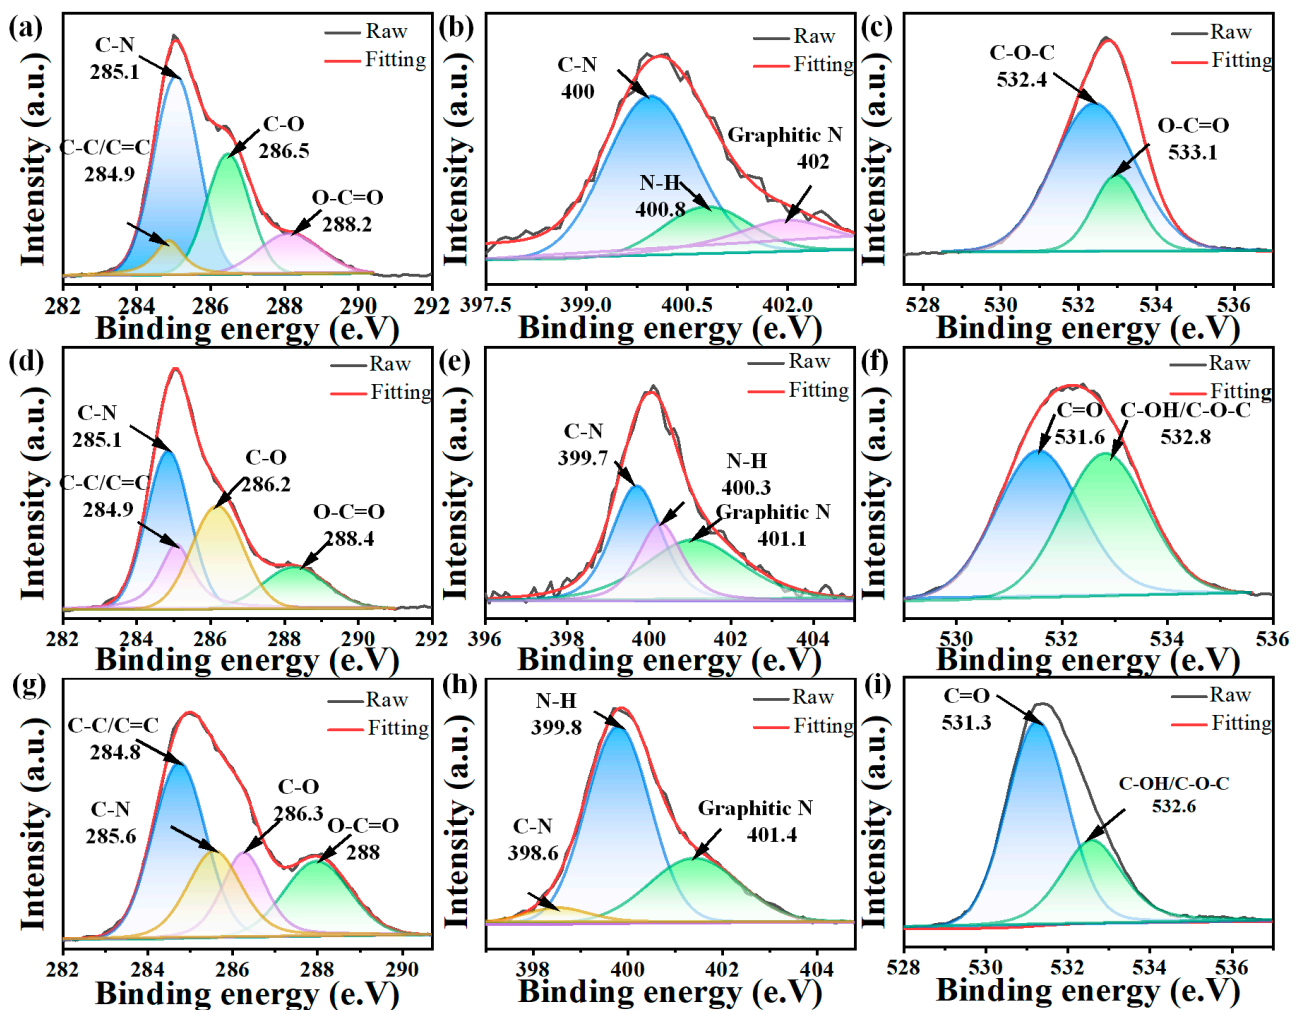 (a)
Raw
Fitting
C-N
285.1
C-C/C=C
284.9
C-O
286.5
O-C=O
288.2
Intensity (a.u.)
282 284 286 288 290 292
Binding energy (e.V)
(b)
Raw
Fitting
C-N
400
Graphitic N
402
N-H
400.8
Intensity (a.u.)
397.5 399.0 400.5 402.0
Binding energy (e.V)
(c)
Raw
Fitting
C-O-C
532.4
O-C=O
533.1
Intensity (a.u.)
528 530 532 534 536
Binding energy (e.V)
(d)
Raw
Fitting
C-N
285.1
C-C/C=C
284.9
C-O
286.2
O-C=O
288.4
Intensity (a.u.)
282 284 286 288 290 292
Binding energy (e.V)
(e)
Raw
Fitting
C-N
399.7
N-H
400.3
Graphitic N
401.1
Intensity (a.u.)
396 398 400 402 404
Binding energy (e.V)
(f)
Raw
Fitting
C=O
531.6
C-OH/C-O-C
532.8
Intensity (a.u.)
530 532 534 536
Binding energy (e.V)
(g)
Raw
Fitting
C-C/C=C
284.8
C-N
285.6
C-O
286.3
O-C=O
288
Intensity (a.u.)
282 284 286 288 290
Binding energy (e.V)
(h)
Raw
Fitting
N-H
399.8
C-N
398.6
Graphitic N
401.4
Intensity (a.u.)
398 400 402 404
Binding energy (e.V)
(i)
Raw
Fitting
C=O
531.3
C-OH/C-O-C
532.6
Intensity (a.u.)
528 530 532 534 536
Binding energy (e.V)